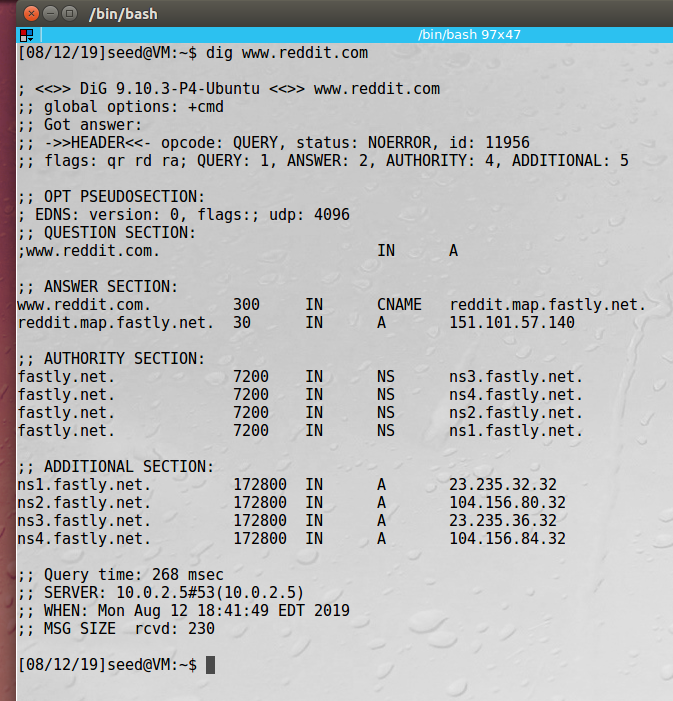 /bin/bash
/bin/bash 97x47
[08/12/19]seed@VM:~$ dig www.reddit.com
; <<>> DiG 9.10.3-P4-Ubuntu <<>> www.reddit.com
;; global options: +cmd
;; Got answer:
;; ->>HEADER<<- opcode: QUERY, status: NOERROR, id: 11956
;; flags: qr rd ra; QUERY: 1, ANSWER: 2, AUTHORITY: 4, ADDITIONAL: 5
;; OPT PSEUDOSECTION:
; EDNS: version: 0, flags:; udp: 4096
;; QUESTION SECTION:
;www.reddit.com. IN A
;; ANSWER SECTION:
www.reddit.com. 300 IN CNAME reddit.map.fastly.net.
reddit.map.fastly.net. 30 IN A 151.101.57.140
;; AUTHORITY SECTION:
fastly.net. 7200 IN NS ns3.fastly.net.
fastly.net. 7200 IN NS ns4.fastly.net.
fastly.net. 7200 IN NS ns2.fastly.net.
fastly.net. 7200 IN NS ns1.fastly.net.
;; ADDITIONAL SECTION:
ns1.fastly.net. 172800 IN A 23.235.32.32
ns2.fastly.net. 172800 IN A 104.156.80.32
ns3.fastly.net. 172800 IN A 23.235.36.32
ns4.fastly.net. 172800 IN A 104.156.84.32
;; Query time: 268 msec
;; SERVER: 10.0.2.5#53(10.0.2.5)
;; WHEN: Mon Aug 12 18:41:49 EDT 2019
;; MSG SIZE  rcvd: 230
[08/12/19]seed@VM:~$